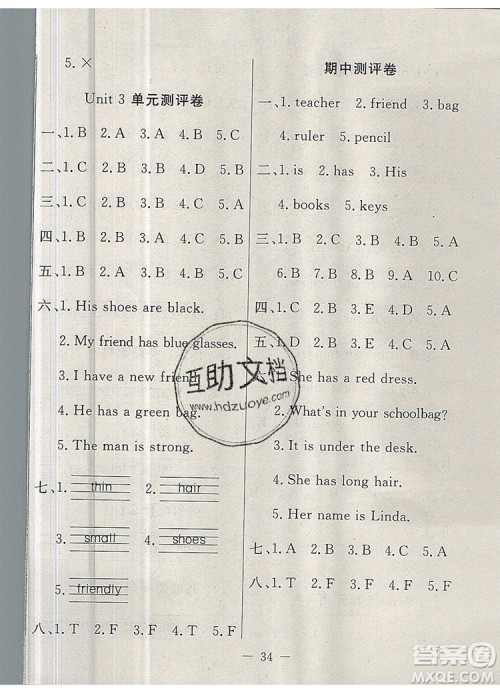 5. ×
Unit 3 单元测评卷
一、1. B 2. A 3. A 4. B 5. C
二、1. C 2. A 3. B 4. D 5. B
三、1. C 2. B 3. A 4. B 5. C
四、1. B 2. A 3. B 4. A 5. A
五、1. B 2. D 3. A 4. E 5. C
六、1. His shoes are black.
2. My friend has blue glasses.
3. I have a new friend.
4. He has a green bag.
5. The man is strong.
七、1. thin 2. hair
3. small 4. shoes
5. friendly
八、1. T 2. F 3. T 4. F 5. F
期中测评卷
一、1. teacher 2. friend 3. bag
4. ruler 5. pencil
二、1. is 2. has 3. His
4. books 5. keys
三、1. B 2. C 3. B 4. C 5. A
6. B 7. B 8. A 9. A 10. C
四、1. D 2. B 3. E 4. C 5. A
五、1. D 2. B 3. E 4. A 5. C
She has a red dress.
2. What's in your schoolbag?
3. It is under the desk.
4. She has long hair.
5. Her name is Linda.
七、1. A 2. C 3. B 4. C 5. A
八、1. T 2. F 3. T 4. F 5. F
互助文档
www.hdzuoye.com
— 34 —
答案圈
MXQE.COM